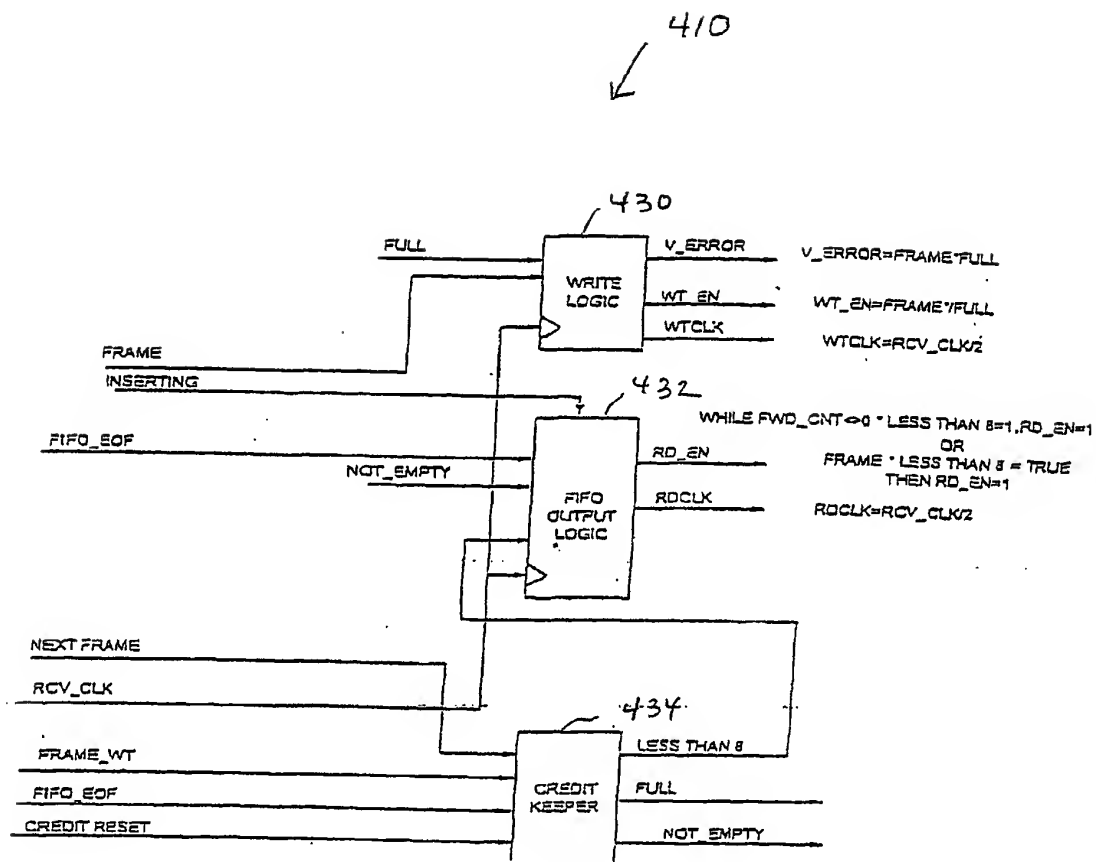 410
430
FULL
V_ERROR
V_ERROR=FRAME*FULL
WRITE
LOGIC
WT_EN
WT_EN=FRAME*/FULL
WTCLK
WTCLK=RCV_CLK/2
FRAME
INSERTING
432
WHILE FWD_CNT<>0 * LESS THAN 8=1, RD_EN=1
OR
FRAME * LESS THAN 8 = TRUE
THEN RD_EN=1
FIFO_EOF
RD_EN
NOT_EMPTY
FIFO
OUTPUT
LOGIC
RDCLK
RDCLK=RCV_CLK/2
NEXT FRAME
RCV_CLK
434
FRAME_WT
LESS THAN 8
FIFO_EOF
CREDIT
KEEPER
FULL
CREDIT RESET
NOT_EMPTY